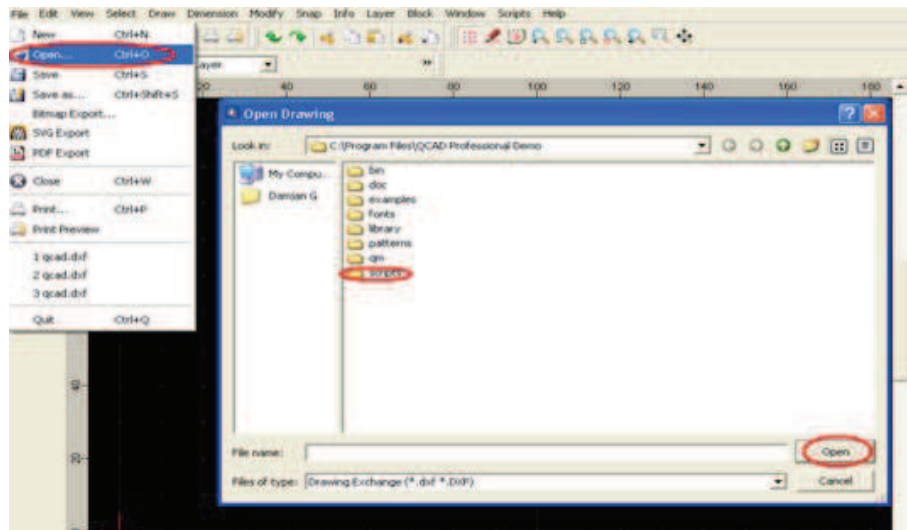 File Edit View Select Draw Dimension Modify Snap Info Layer Block Window Scripts Help
New Ctrl+N
Open... Ctrl+O
Save Ctrl+S
Save as... Ctrl+Shift+S
Bitmap Export...
SVG Export
PDF Export
Close Ctrl+W
Print... Ctrl+P
Print Preview
1 qcad.dxf
2 qcad.dxf
3 qcad.dxf
Quit Ctrl+Q
ayer
»
20 40 60 80 100 120 140 160 180
Open Drawing
Look in: C:\Program Files\QCAD Professional Demo
My Compu...
Damian G
bin
doc
examples
fonts
library
patterns
qm
scripts
File name: Open
Files of type: Drawing Exchange (*.dxf *.DXF) Cancel
40
20
0